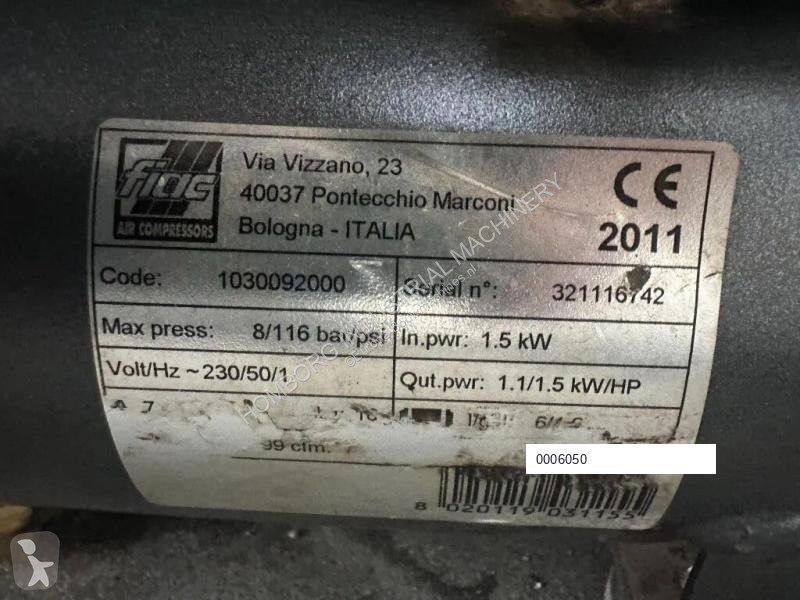 fiac
AIR COMPRESSORS
Via Vizzano, 23
40037 Pontecchio Marconi
Bologna - ITALIA
CE
2011
Code: 1030092000
Serial n°: 321116742
Max press: 8/116 bar/psi
In.pwr: 1.5 kW
Volt/Hz ~ 230/50/1
Out.pwr: 1.1/1.5 kW/HP
99 cfm.
0006050
8 020119 031155